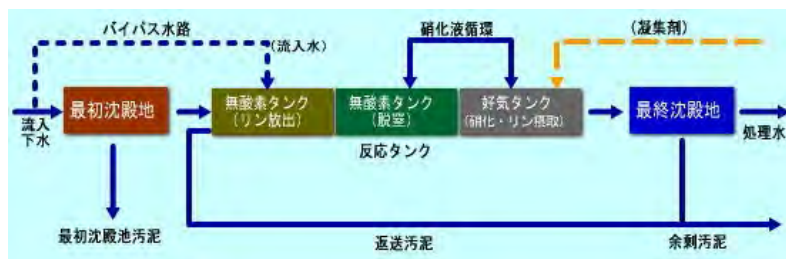 バイパス水路
(流入水)
硝化液循環
(凝集剤)
最初沈殿地
無酸素タンク
(リン放出)
無酸素タンク
(脱窒)
好気タンク
(硝化・リン摂取)
最終沈殿地
流入
下水
反応タンク
処理水
最初沈殿池汚泥
返送汚泥
余剰汚泥